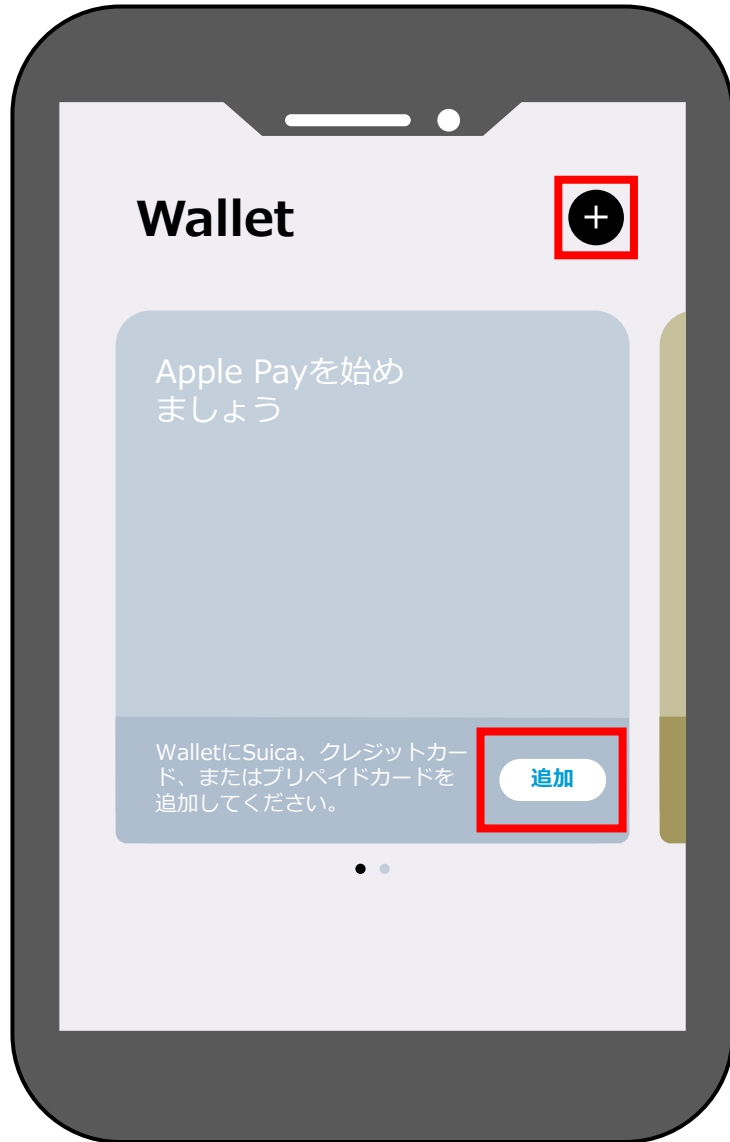 Wallet
+
Apple Payを始め
ましょう
WalletにSuica、クレジットカー
ド、またはプリペイドカードを
追加してください。
追加